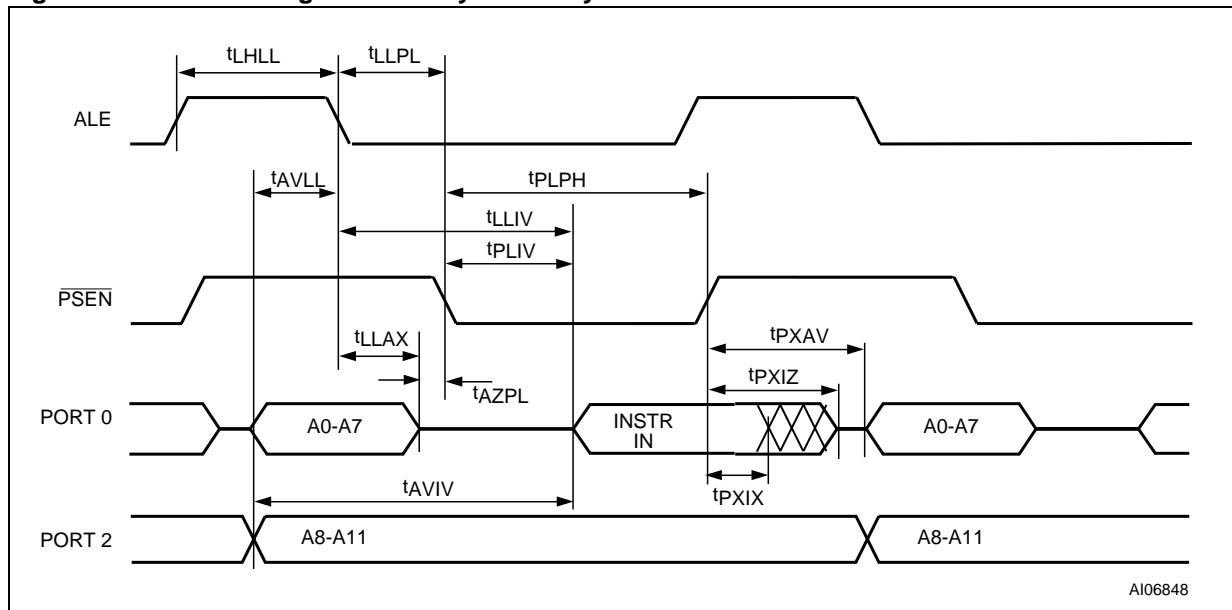 tLHLL
tLLPL
ALE
tAVLL
tPLPH
tLLIV
tPLIV
PSEN
tLLAX
tPXAV
tAZPL
tPXIZ
PORT 0
A0-A7
INSTR
IN
A0-A7
tPXIX
tAVIV
PORT 2
A8-A11
A8-A11
AI06848